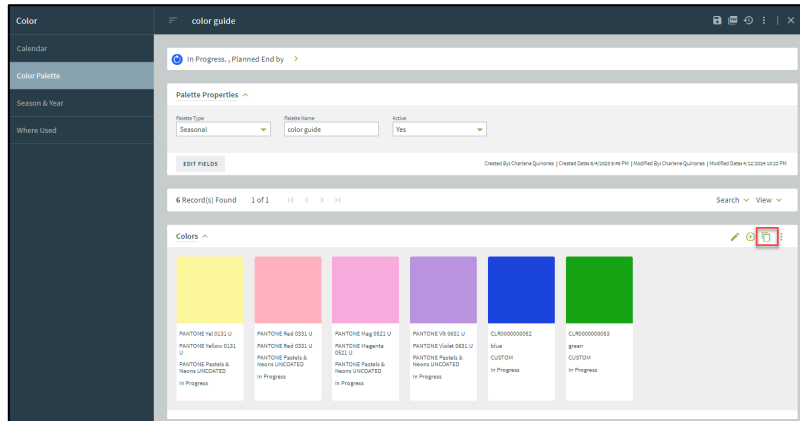 Color
color guide
Calendar
Color Palette
Season & Year
Where Used
In Progress. , Planned End by
Palette Properties
Palette Type
Palette Name
Active
Seasonal
color guide
Yes
EDIT FIELDS
Created By: Charlene Quinones | Created Date: 8/4/2023 6:46 PM | Modified By: Charlene Quinones | Modified Date: 4/12/2024 10:22 PM
6 Record(s) Found
1 of 1
Search
View
Colors
PANTONE Yel 0131 U
PANTONE Yellow 0131
U
PANTONE Pastels &
Neons UNCOATED
In Progress
PANTONE Red 0331 U
PANTONE Red 0331 U
PANTONE Pastels &
Neons UNCOATED
In Progress
PANTONE Mag 0521 U
PANTONE Magenta
0521 U
PANTONE Pastels &
Neons UNCOATED
In Progress
PANTONE Vlt 0631 U
PANTONE Violet 0631 U
PANTONE Pastels &
Neons UNCOATED
In Progress
CLR0000000052
blue
CUSTOM
In Progress
CLR0000000053
green
CUSTOM
In Progress